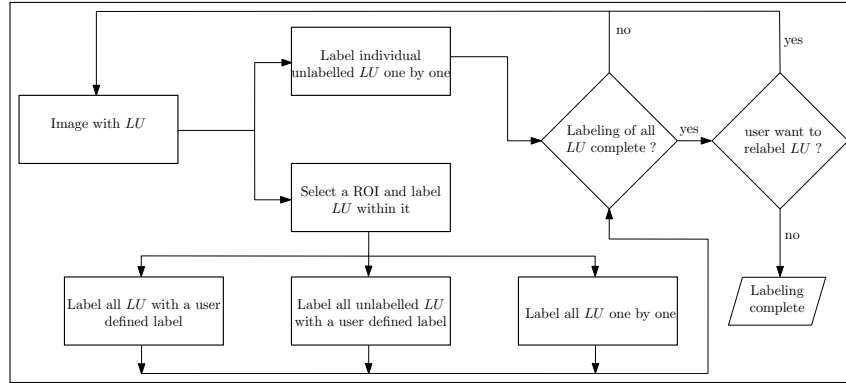 no
yes
Label individual
unlabelled LU one by one
Image with LU
Labeling of all
LU complete ?
yes
user want to
relabel LU ?
Select a ROI and label
LU within it
no
Label all LU with a user
defined label
Label all unlabelled LU
with a user defined label
Label all LU one by one
Labeling
complete